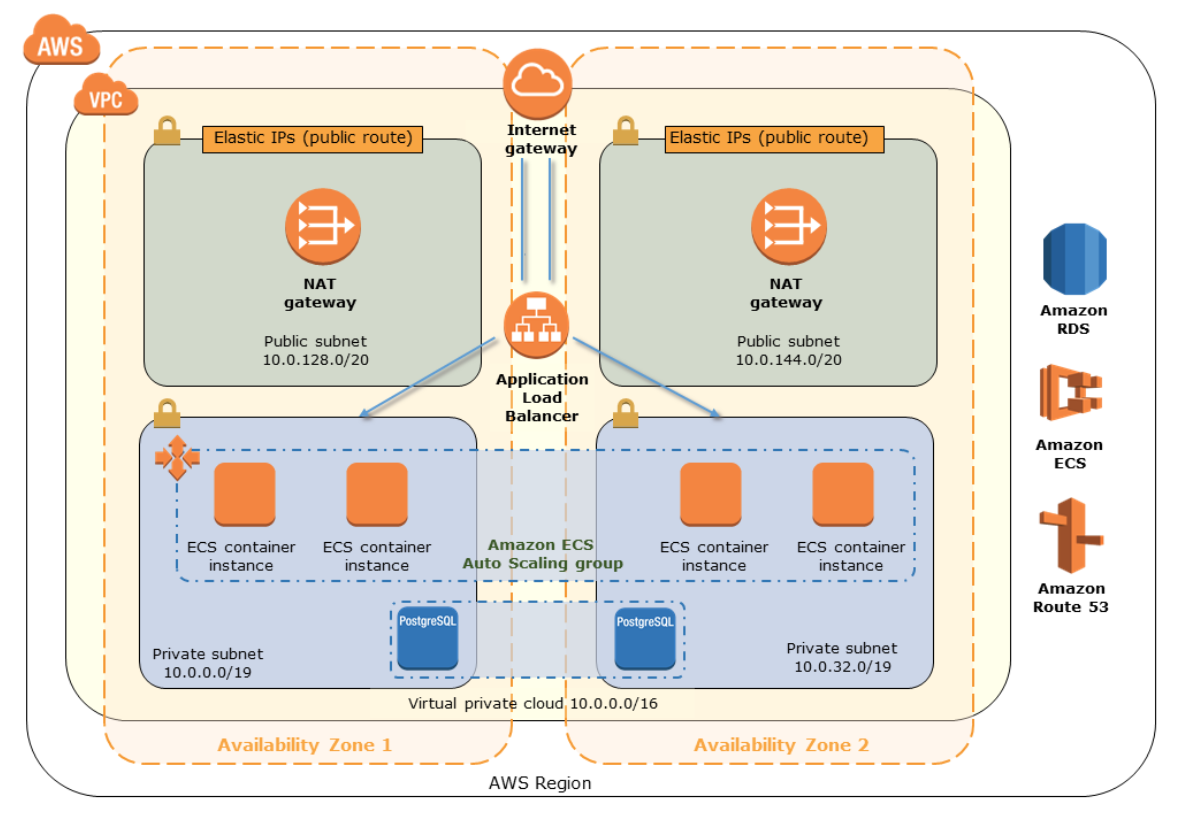 AWS
VPC
Internet
gateway
Elastic IPs (public route)
Elastic IPs (public route)
NAT
gateway
Public subnet
10.0.128.0/20
NAT
gateway
Public subnet
10.0.144.0/20
Application
Load
Balancer
Amazon
RDS
Amazon
ECS
Amazon
Route 53
ECS container
instance
ECS container
instance
Amazon ECS
Auto Scaling group
ECS container
instance
ECS container
instance
PostgreSQL
PostgreSQL
Private subnet
10.0.0.0/19
Private subnet
10.0.32.0/19
Virtual private cloud 10.0.0.0/16
Availability Zone 1
Availability Zone 2
AWS Region